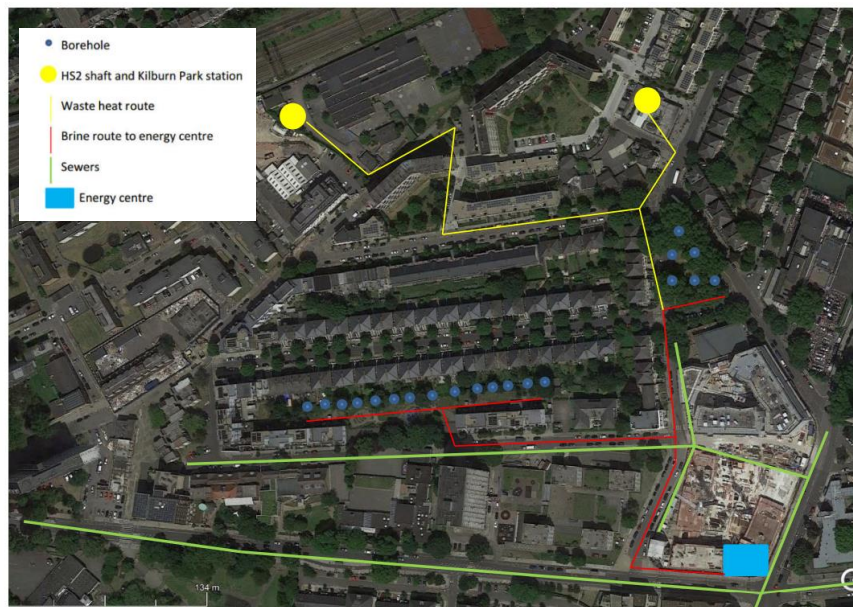 Borehole
HS2 shaft and Kilburn Park station
Waste heat route
Brine route to energy centre
Sewers
Energy centre
134 m